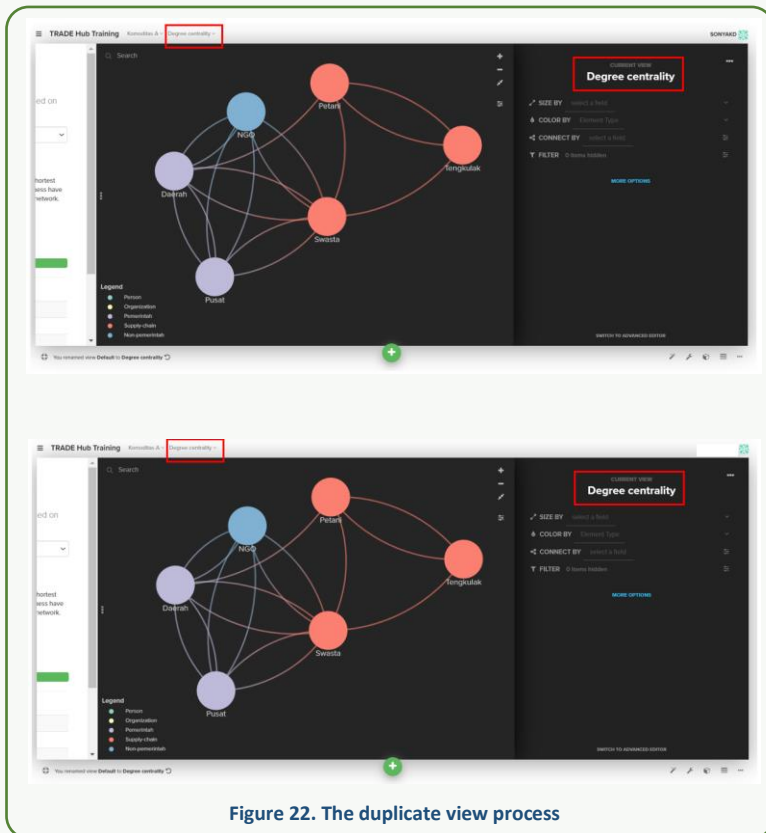 TRADE Hub Training Komoditas A Degree centrality SONYAKO
Search
ed on
hortest
ness have
network.
Petani
NGO
Tengkulak
Daerah
Swasta
Pusat
Legend
Person
Organization
Pemerintah
Supply-chain
Non-pemerintah
CURRENT VIEW
Degree centrality
SIZE BY select a field
COLOR BY Element Type
CONNECT BY select a field
FILTER 0 items hidden
MORE OPTIONS
SWITCH TO ADVANCED EDITOR
You renamed view Default to Degree centrality
TRADE Hub Training Komoditas A Degree centrality
Search
ed on
hortest
ness have
network.
Petani
NGO
Tengkulak
Daerah
Swasta
Pusat
Legend
Person
Organization
Pemerintah
Supply-chain
Non-pemerintah
CURRENT VIEW
Degree centrality
SIZE BY select a field
COLOR BY Element Type
CONNECT BY select a field
FILTER 0 items hidden
MORE OPTIONS
SWITCH TO ADVANCED EDITOR
You renamed view Default to Degree centrality
Figure 22. The duplicate view process